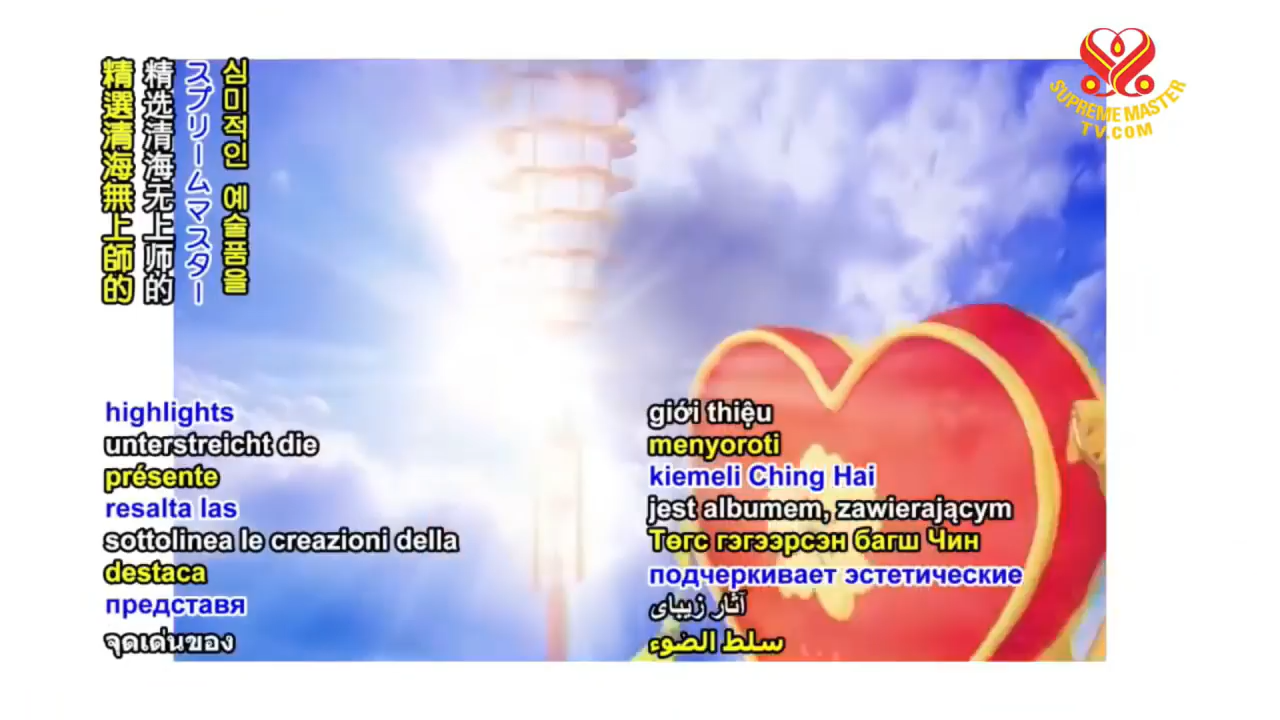 精選清海無上師的
精选清海无上师的
スプリームマスター
심미적인 예술품을
SUPREME MASTER
TV.COM
highlights
unterstreicht die
présente
resalta las
sottolinea le creazioni della
destaca
представя
จุดเด่นของ
giới thiệu
menyoroti
kiemeli Ching Hai
jest albumem, zawierającym
Төгс гэгээрсэн багш Чин
подчеркивает эстетические
آثار زیبای
سلط الضوء